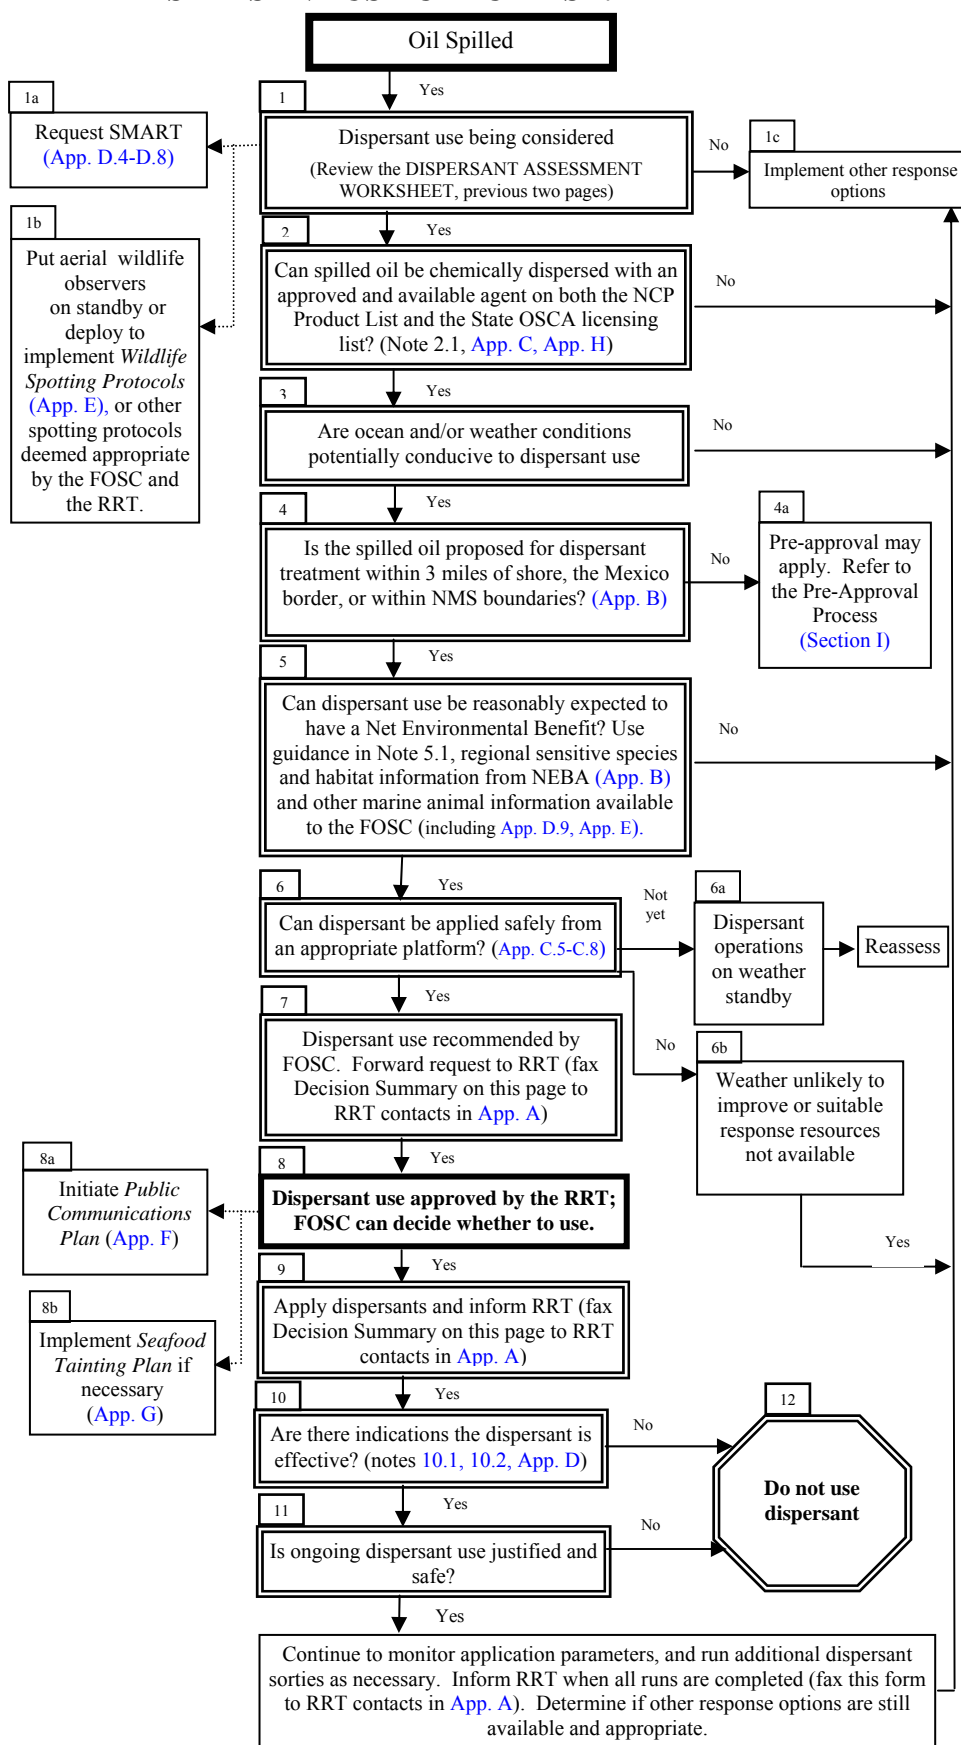 Oil Spilled
Yes
1a
Request SMART
(App. D.4-D.8)
1
Dispersant use being considered
(Review the DISPERSANT ASSESSMENT
WORKSHEET, previous two pages)
No
1c
Implement other response
options
1b
Put aerial wildlife
observers
on standby or
deploy to
implement Wildlife
Spotting Protocols
(App. E), or other
spotting protocols
deemed appropriate
by the FOSC and
the RRT.
Yes
2
Can spilled oil be chemically dispersed with an
approved and available agent on both the NCP
Product List and the State OSCA licensing
list? (Note 2.1, App. C, App. H)
No
Yes
3
Are ocean and/or weather conditions
potentially conducive to dispersant use
No
Yes
4
Is the spilled oil proposed for dispersant
treatment within 3 miles of shore, the Mexico
border, or within NMS boundaries? (App. B)
No
4a
Pre-approval may
apply. Refer to
the Pre-Approval
Process
(Section I)
Yes
5
Can dispersant use be reasonably expected to
have a Net Environmental Benefit? Use
guidance in Note 5.1, regional sensitive species
and habitat information from NEBA (App. B)
and other marine animal information available
to the FOSC (including App. D.9, App. E).
No
Yes
6
Can dispersant be applied safely from
an appropriate platform? (App. C.5-C.8)
Not
yet
6a
Dispersant
operations
on weather
standby
Reassess
Yes
7
Dispersant use recommended by
FOSC. Forward request to RRT (fax
Decision Summary on this page to
RRT contacts in App. A)
No
6b
Weather unlikely to
improve or suitable
response resources
not available
Yes
Yes
8
Dispersant use approved by the RRT;
FOSC can decide whether to use.
8a
Initiate Public
Communications
Plan (App. F)
8b
Implement Seafood
Tainting Plan if
necessary
(App. G)
Yes
9
Apply dispersants and inform RRT (fax
Decision Summary on this page to RRT
contacts in App. A)
Yes
10
Are there indications the dispersant is
effective? (notes 10.1, 10.2, App. D)
No
12
Do not use
dispersant
Yes
11
Is ongoing dispersant use justified and
safe?
No
Yes
Continue to monitor application parameters, and run additional dispersant
sorties as necessary. Inform RRT when all runs are completed (fax this form
to RRT contacts in App. A). Determine if other response options are still
available and appropriate.